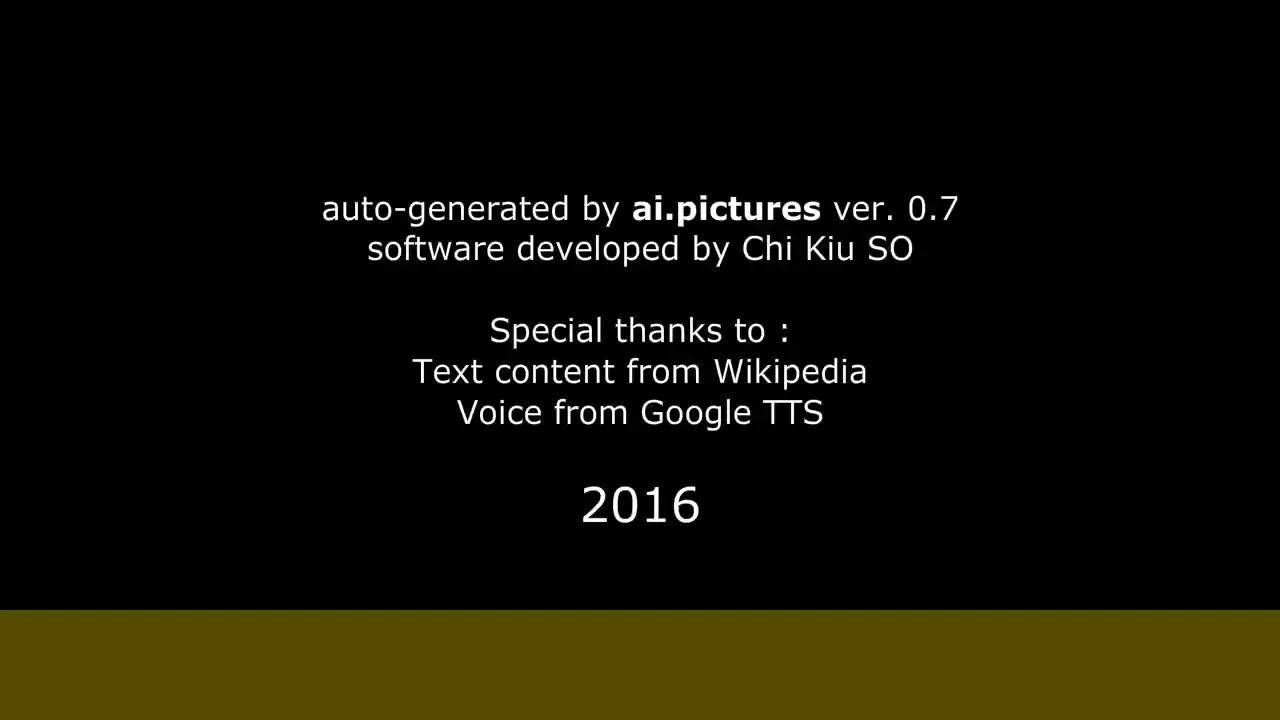 auto-generated by ai.pictures ver. 0.7
software developed by Chi Kiu SO
Special thanks to :
Text content from Wikipedia
Voice from Google TTS
2016